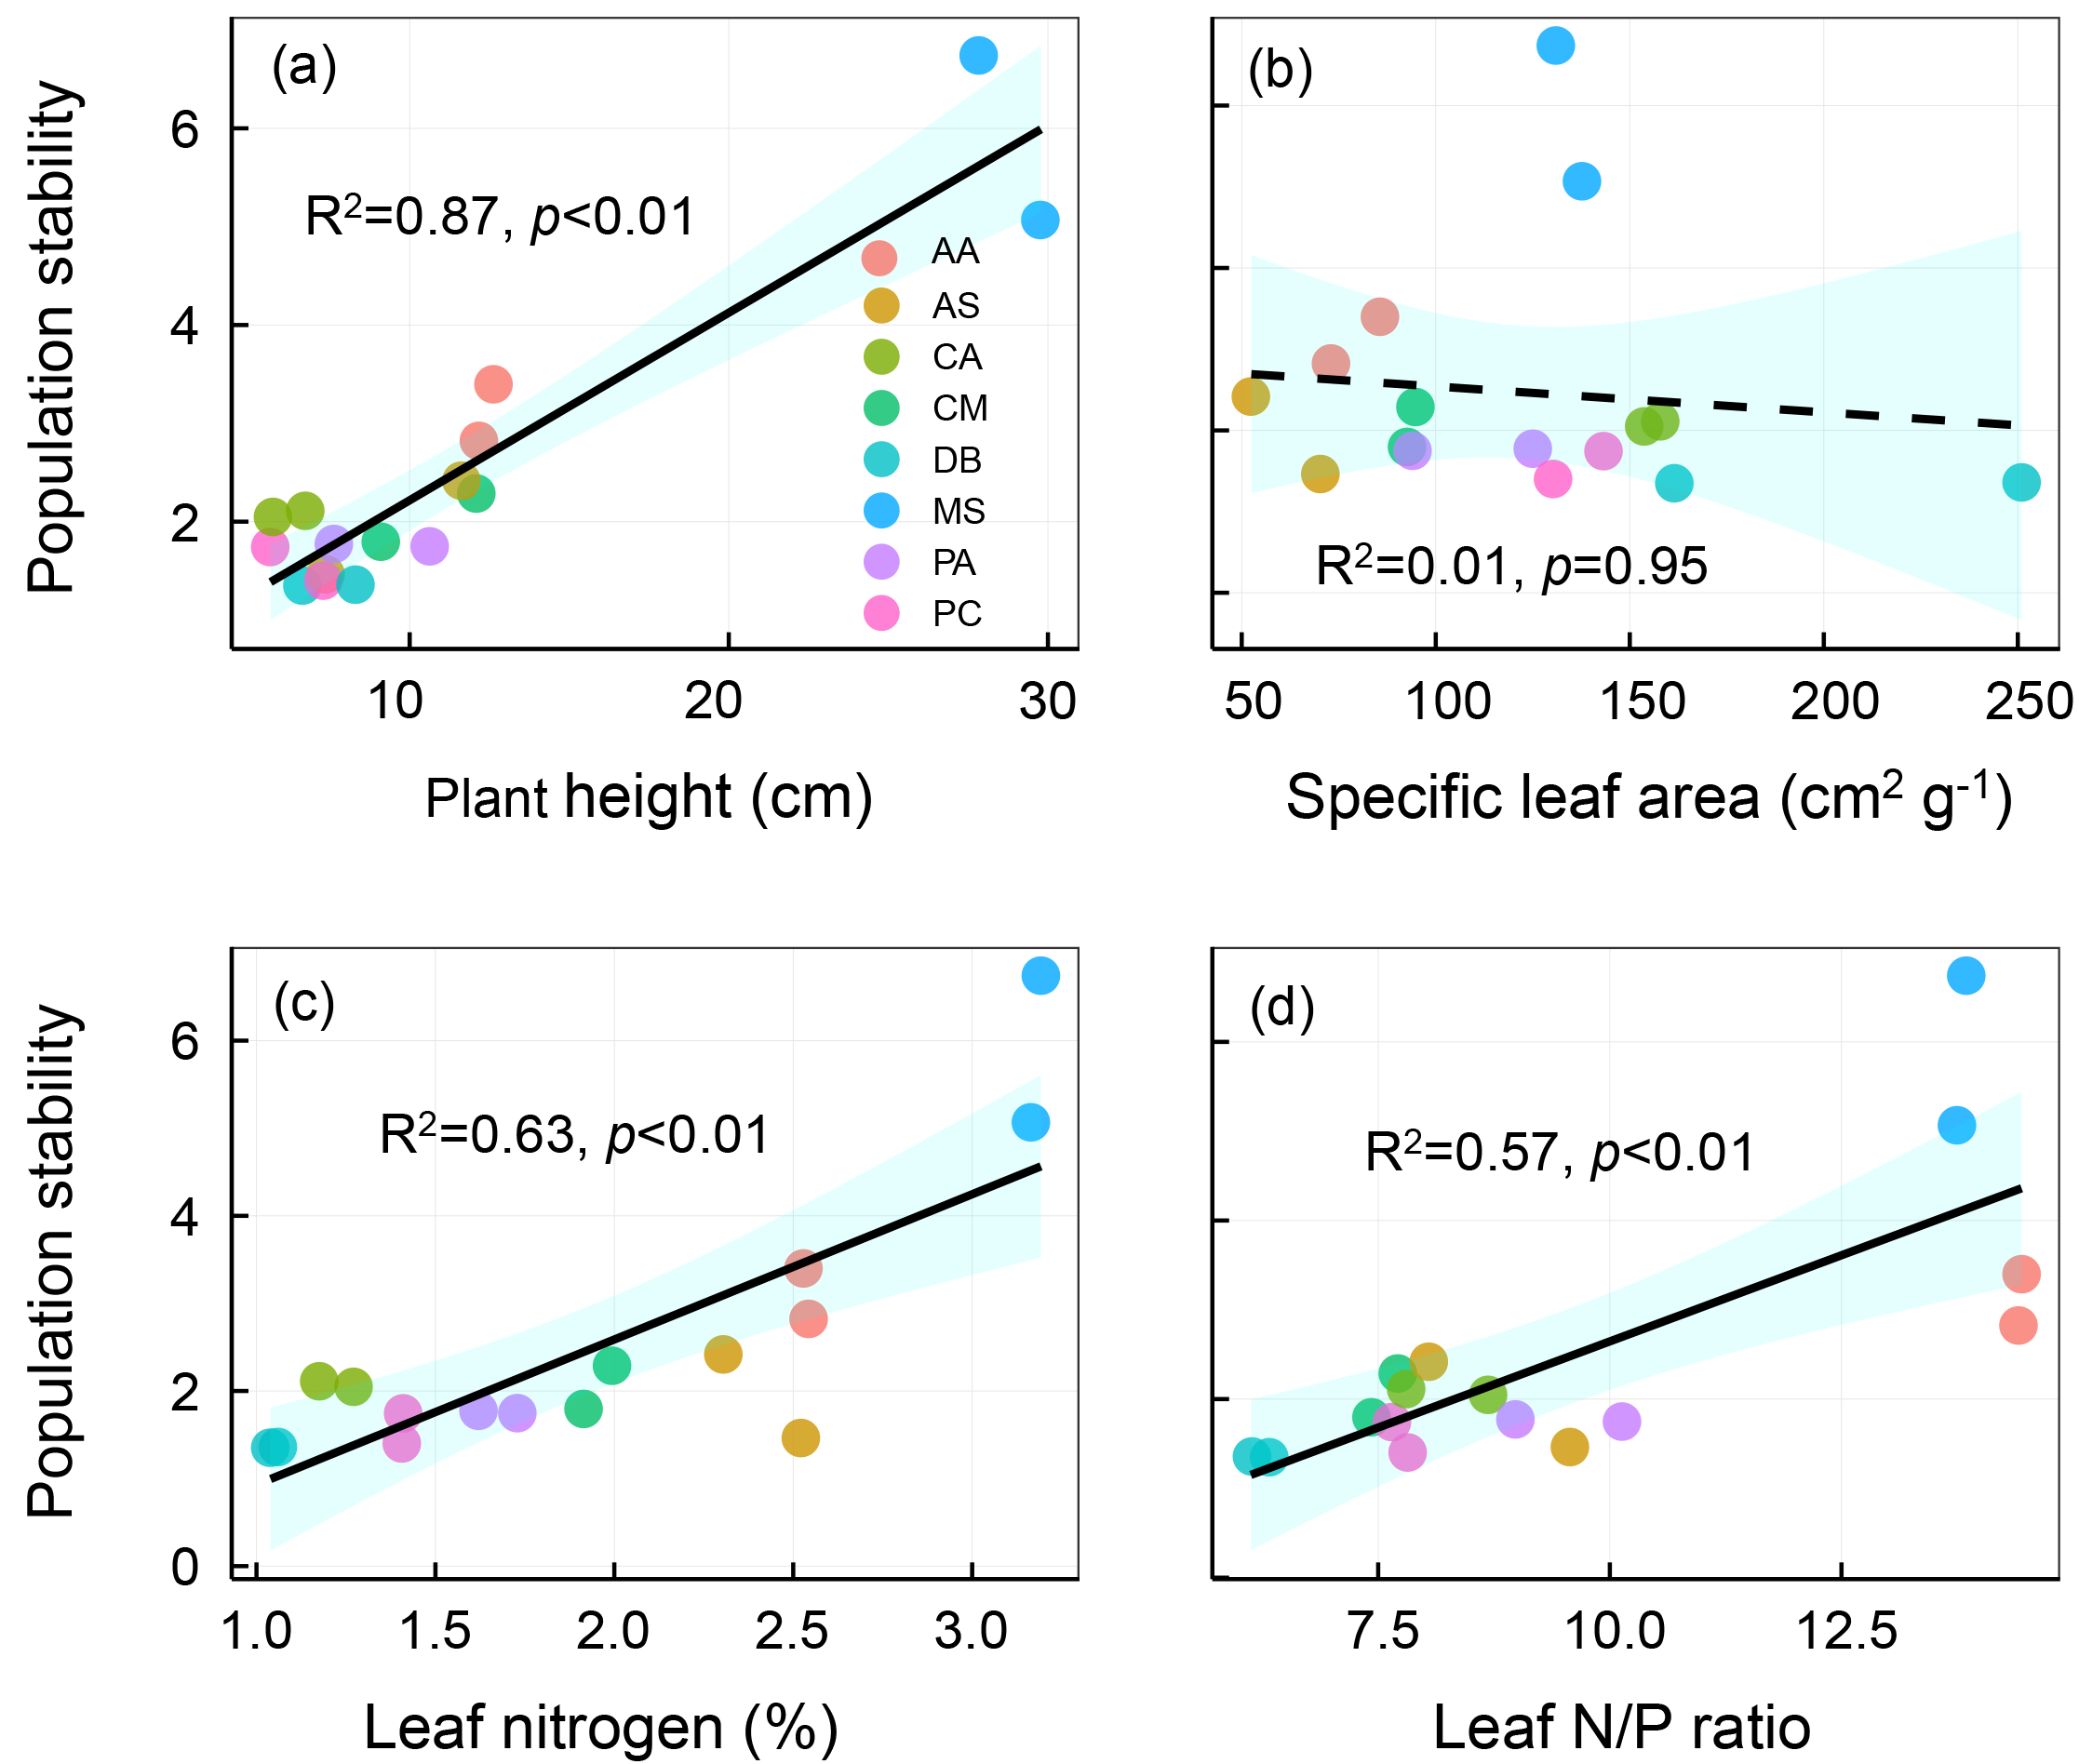 (a)
Population stability
6
4
2
R²=0.87, p<0.01
AA
AS
CA
CM
DB
MS
PA
PC
10 20 30
Plant height (cm)
(b)
R²=0.01, p=0.95
50 100 150 200 250
Specific leaf area (cm² g⁻¹)
(c)
Population stability
6
4
2
0
R²=0.63, p<0.01
1.0 1.5 2.0 2.5 3.0
Leaf nitrogen (%)
(d)
R²=0.57, p<0.01
7.5 10.0 12.5
Leaf N/P ratio